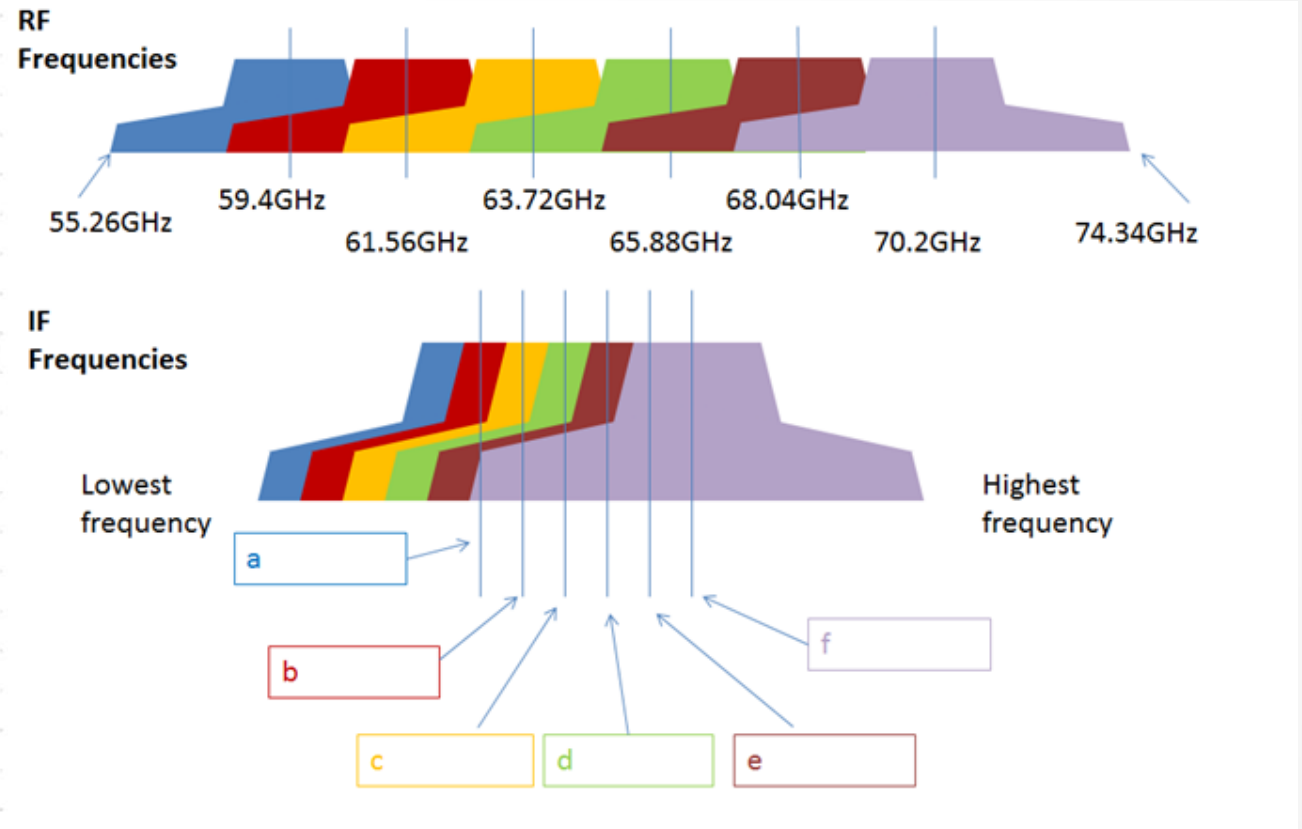 RF
Frequencies
59.4GHz
63.72GHz
68.04GHz
55.26GHz
61.56GHz
65.88GHz
70.2GHz
74.34GHz
IF
Frequencies
Lowest
frequency
Highest
frequency
a
b
f
c
d
e